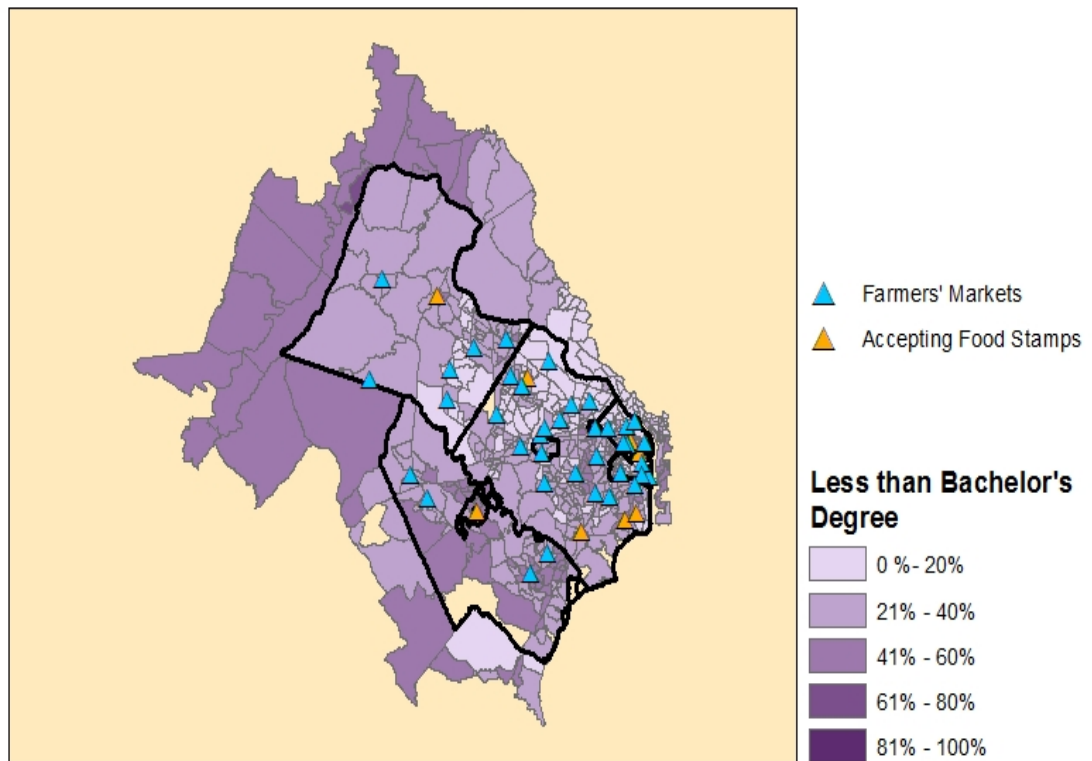 Farmers' Markets
Accepting Food Stamps
Less than Bachelor's
Degree
0 %- 20%
21% - 40%
41% - 60%
61% - 80%
81% - 100%